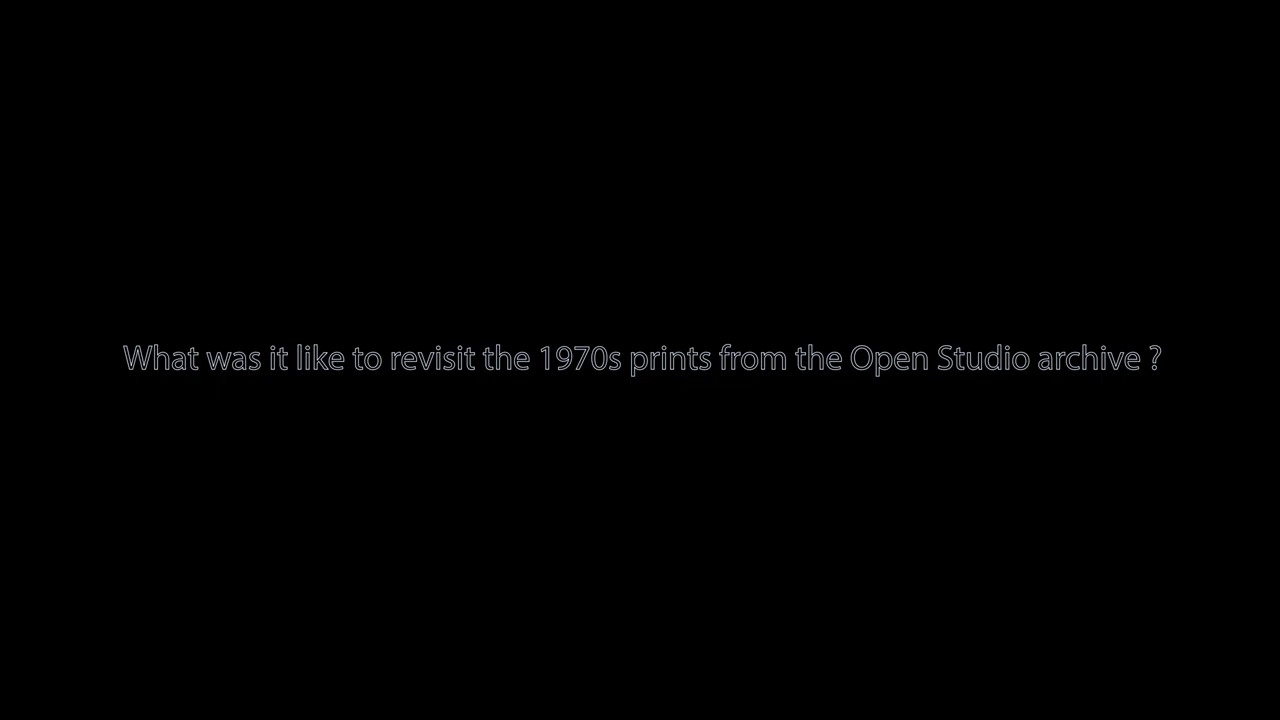 What was it like to revisit the 1970s prints from the Open Studio archive ?